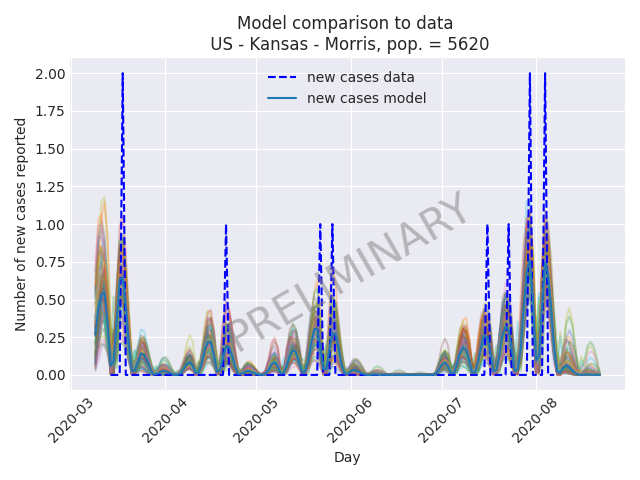 Model comparison to data
US - Kansas - Morris, pop. = 5620
new cases data
new cases model
Number of new cases reported
2.00
1.75
1.50
1.25
1.00
0.75
0.50
0.25
0.00
PRELIMINARY
2020-03
2020-04
2020-05
2020-06
2020-07
2020-08
Day